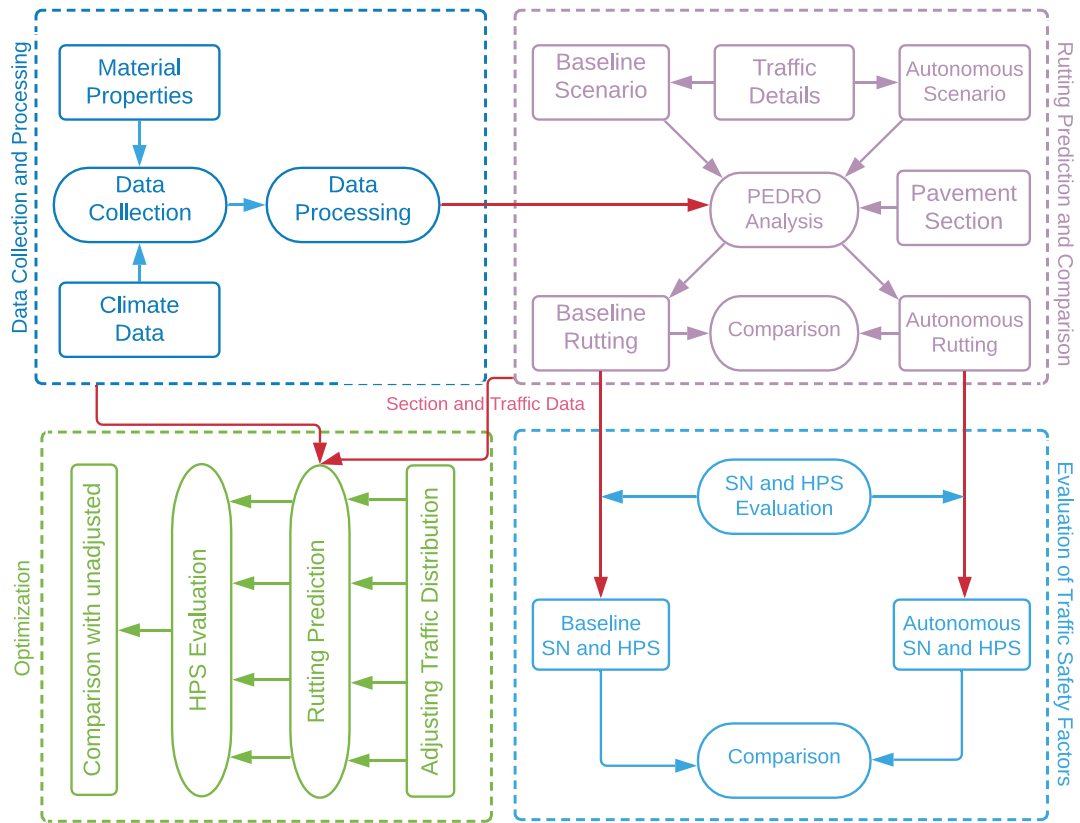 Data Collection and Processing
Material
Properties
Data
Collection
Data
Processing
Climate
Data
Rutting Prediction and Comparison
Baseline
Scenario
Traffic
Details
Autonomous
Scenario
PEDRO
Analysis
Pavement
Section
Baseline
Rutting
Comparison
Autonomous
Rutting
Section and Traffic Data
Optimization
Comparison with unadjusted
HPS Evaluation
Rutting Prediction
Adjusting Traffic Distribution
Evaluation of Traffic Safety Factors
SN and HPS
Evaluation
Baseline
SN and HPS
Autonomous
SN and HPS
Comparison